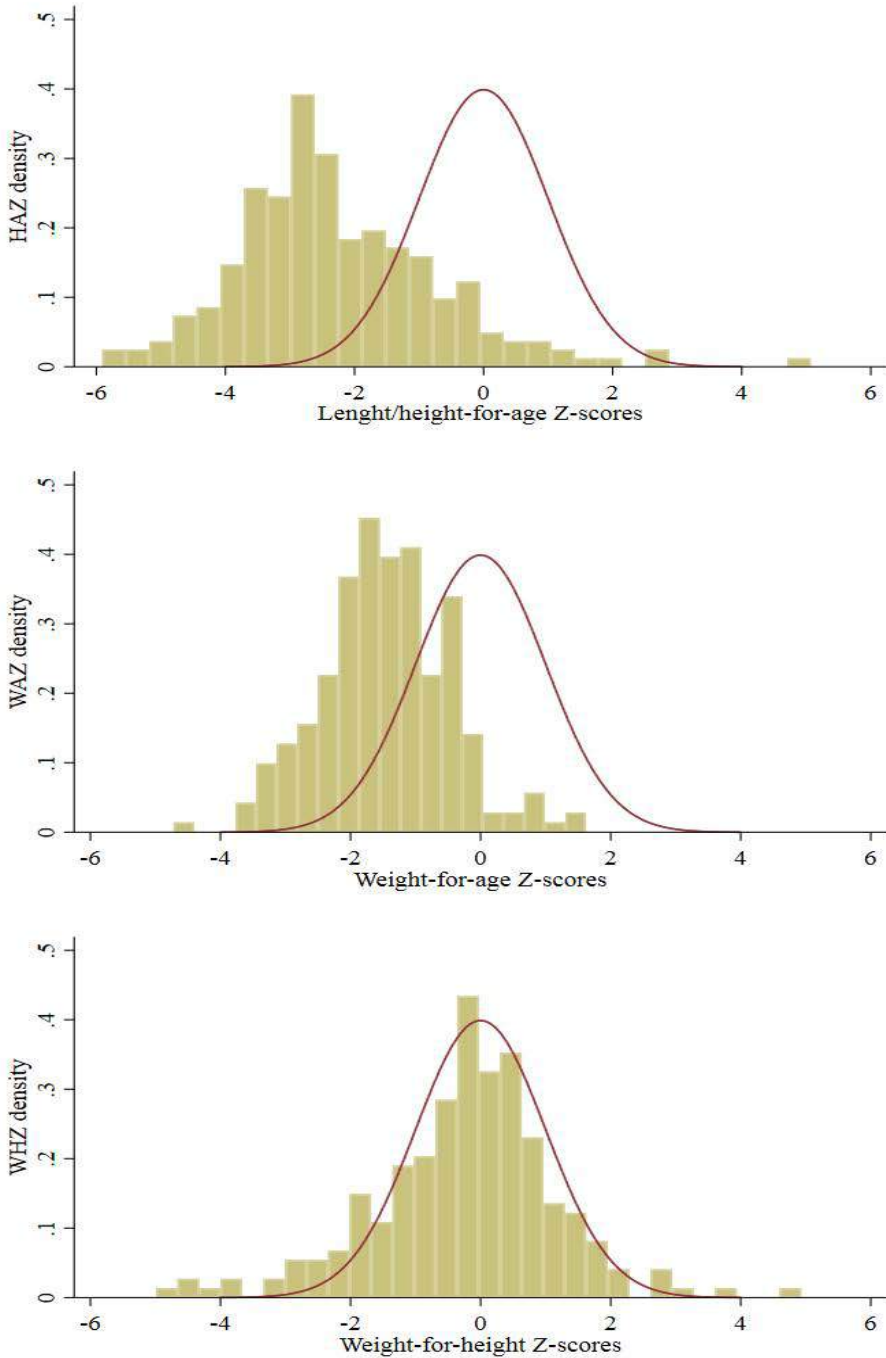 .5
.4
HAZ density
.3
.2
.1
0
-6 -4 -2 0 2 4 6
Lenght/height-for-age Z-scores
.5
.4
WAZ density
.3
.2
.1
0
-6 -4 -2 0 2 4 6
Weight-for-age Z-scores
.5
.4
WHZ density
.3
.2
.1
0
-6 -4 -2 0 2 4 6
Weight-for-height Z-scores